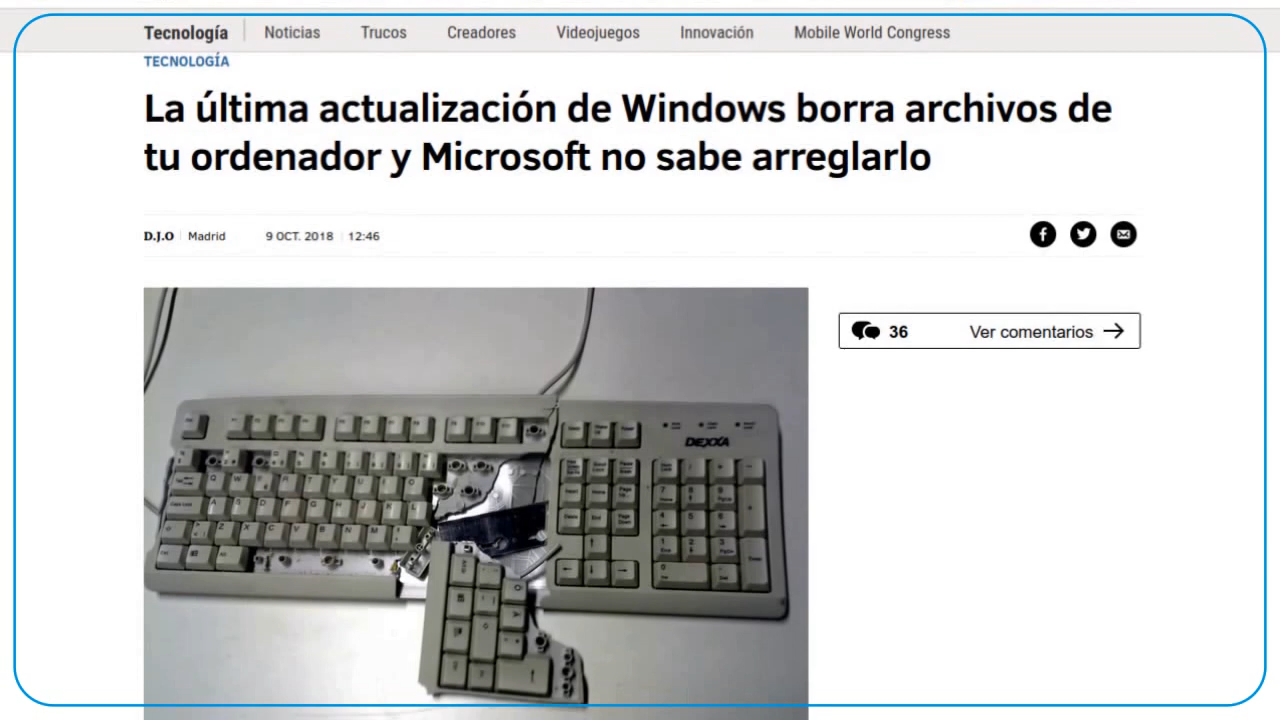 Tecnología Noticias Trucos Creadores Videojuegos Innovación Mobile World Congress
TECNOLOGÍA
La última actualización de Windows borra archivos de
tu ordenador y Microsoft no sabe arreglarlo
D.J.O Madrid 9 OCT. 2018 12:46
36 Ver comentarios
DEXXA